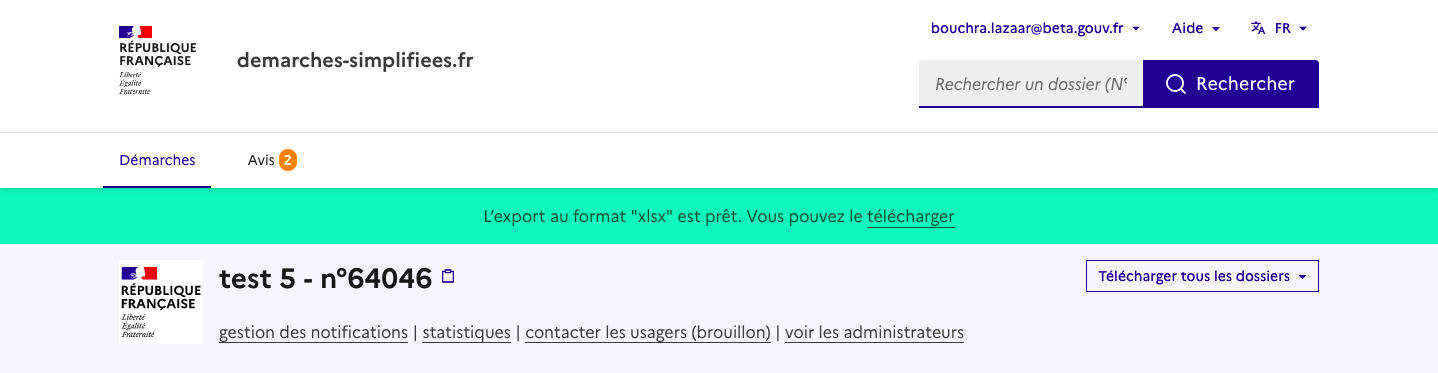 bouchra.lazaar@beta.gouv.fr Aide FR
RÉPUBLIQUE
FRANÇAISE
Liberté
Égalité
Fraternité
demarches-simplifiees.fr
Rechercher un dossier (N° Rechercher
Démarches Avis 2
L'export au format "xlsx" est prêt. Vous pouvez le télécharger
RÉPUBLIQUE
FRANÇAISE
Liberté
Égalité
Fraternité
test 5 - n°64046
Télécharger tous les dossiers
gestion des notifications | statistiques | contacter les usagers (brouillon) | voir les administrateurs